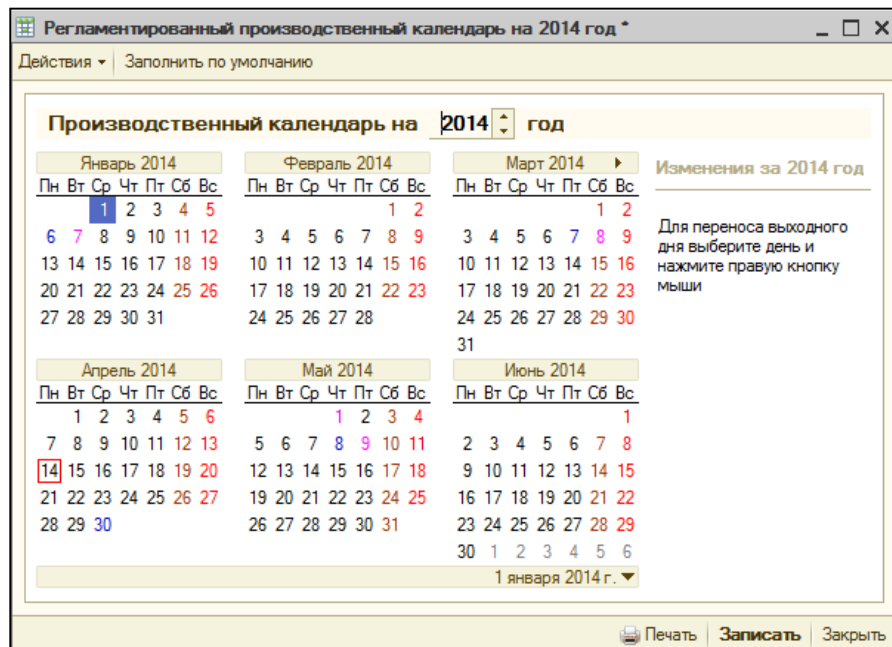 Регламентированный производственный календарь на 2014 год *
Действия Заполнить по умолчанию
Производственный календарь на 2014 год
Январь 2014 Февраль 2014 Март 2014
Изменения за 2014 год
Пн Вт Ср Чт Пт Сб Вс Пн Вт Ср Чт Пт Сб Вс Пн Вт Ср Чт Пт Сб Вс
1 2 3 4 5 1 2 1 2
6 7 8 9 10 11 12 3 4 5 6 7 8 9 3 4 5 6 7 8 9
13 14 15 16 17 18 19 10 11 12 13 14 15 16 10 11 12 13 14 15 16
20 21 22 23 24 25 26 17 18 19 20 21 22 23 17 18 19 20 21 22 23
27 28 29 30 31 24 25 26 27 28 24 25 26 27 28 29 30
31
Для переноса выходного
дня выберите день и
нажмите правую кнопку
мыши
Апрель 2014 Май 2014 Июнь 2014
Пн Вт Ср Чт Пт Сб Вс Пн Вт Ср Чт Пт Сб Вс Пн Вт Ср Чт Пт Сб Вс
1 2 3 4 5 6 1 2 3 4 1
7 8 9 10 11 12 13 5 6 7 8 9 10 11 2 3 4 5 6 7 8
14 15 16 17 18 19 20 12 13 14 15 16 17 18 9 10 11 12 13 14 15
21 22 23 24 25 26 27 19 20 21 22 23 24 25 16 17 18 19 20 21 22
28 29 30 26 27 28 29 30 31 23 24 25 26 27 28 29
30 1 2 3 4 5 6
1 января 2014 г.
Печать Записать Закрыть